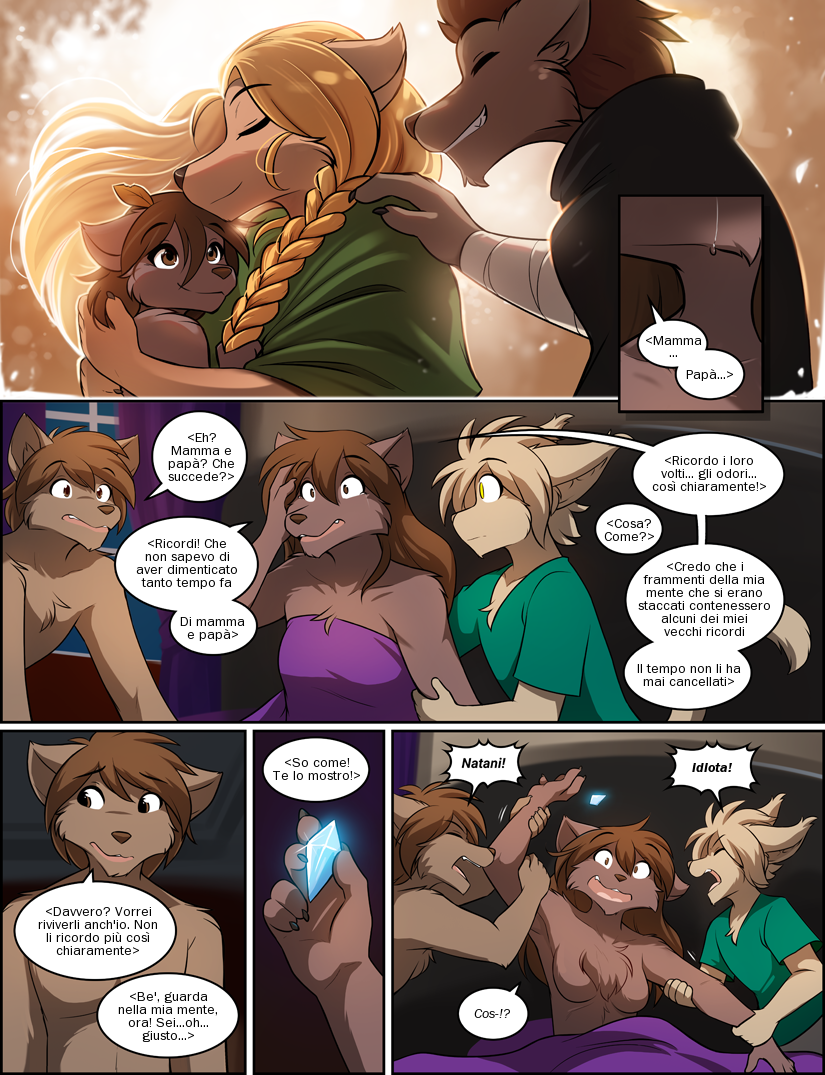 <Mamma
...
Papà...>
<Eh?
Mamma e
papà? Che
succede?>
<Ricordi! Che
non sapevo di
aver dimenticato
tanto tempo fa
Di mamma
e papà>
<Ricordo i loro
volti... gli odori...
così chiaramente!>
<Cosa?
Come?>
<Credo che i
frammenti della mia
mente che si erano
staccati contenessero
alcuni dei miei
vecchi ricordi
Il tempo non li ha
mai cancellati>
<Davvero? Vorrei
riviverli anch'io. Non
li ricordo più così
chiaramente>
<Be', guarda
nella mia mente,
ora! Sei...oh...
giusto...>
<So come!
Te lo mostro!>
Natani!
IdIota!
Cos-!?